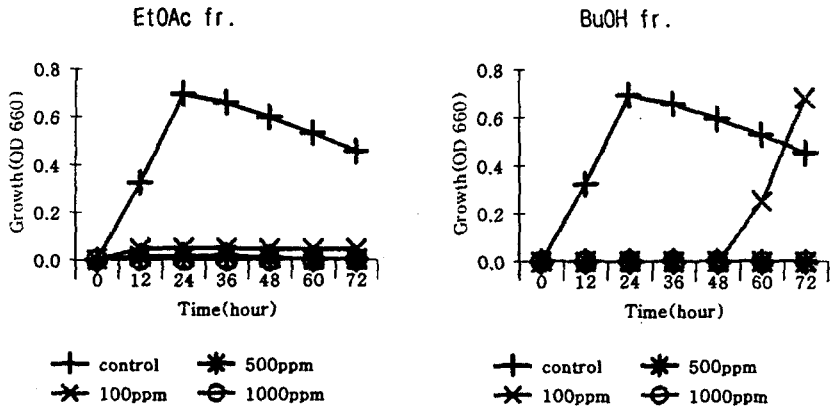 EtOAc fr.
0.8
0.6
0.4
0.2
0.0
Growth(OD 660)
0 12 24 36 48 60 72
Time(hour)
control
500ppm
100ppm
1000ppm
BuOH fr.
0.8
0.6
0.4
0.2
0.0
Growth(OD 660)
0 12 24 36 48 60 72
Time(hour)
control
500ppm
100ppm
1000ppm